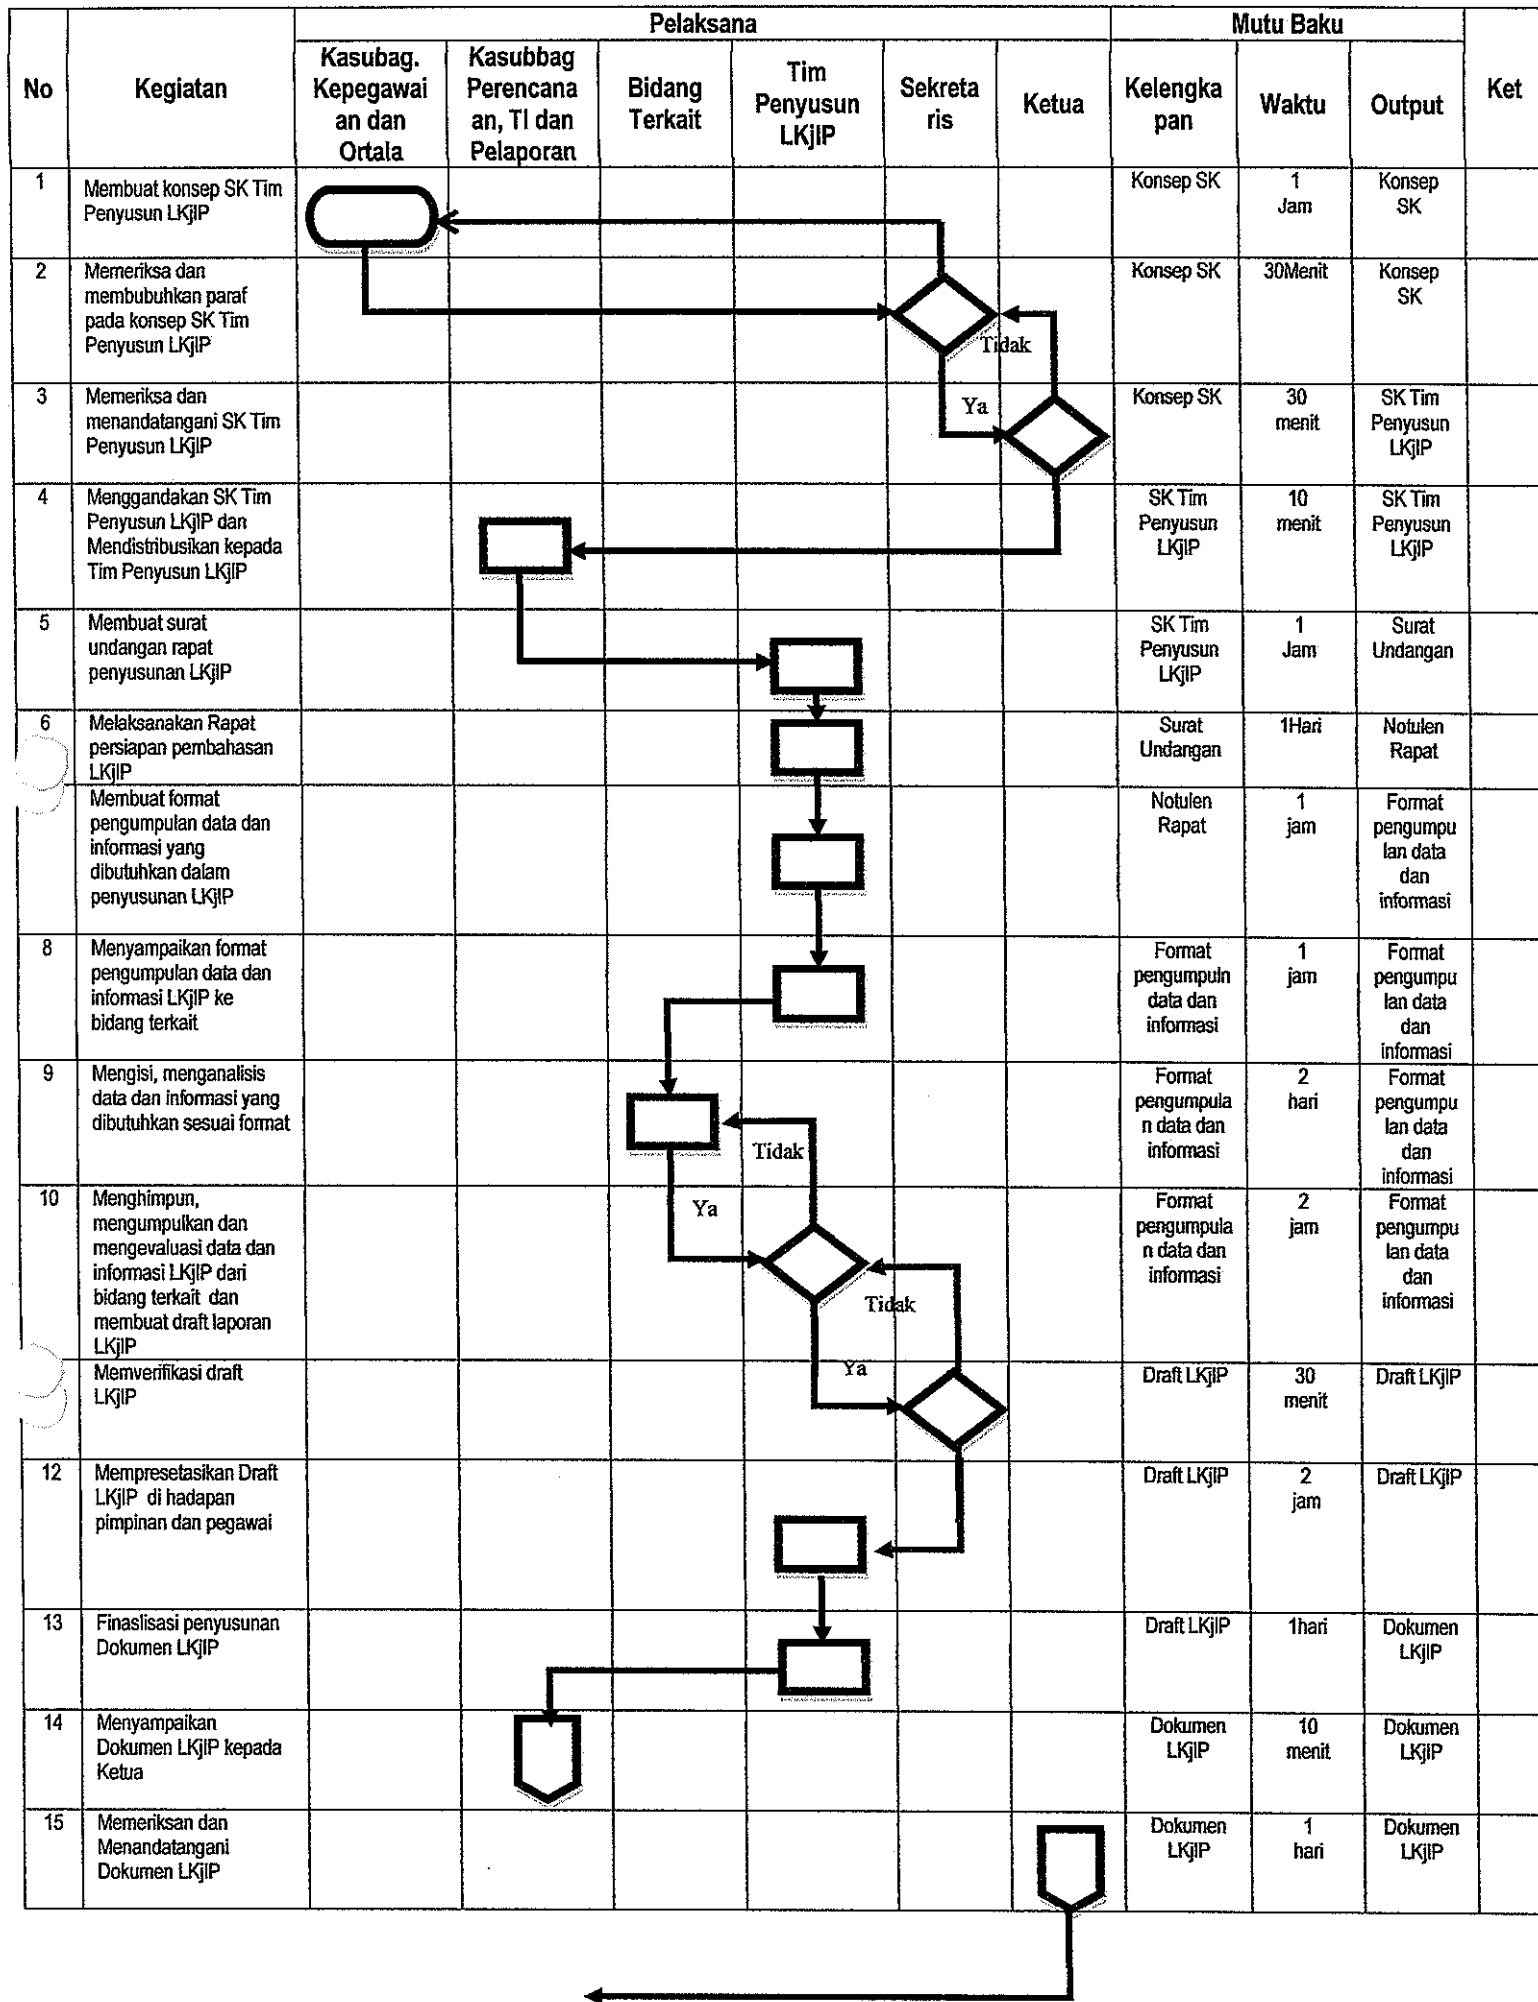 No
Kegiatan
Pelaksana
Mutu Baku
Ket
Kasubag.
Kepegawai
an dan
Ortala
Kasubbag
Perencana
an, TI dan
Pelaporan
Bidang
Terkait
Tim
Penyusun
LKjIP
Sekreta
ris
Ketua
Kelengka
pan
Waktu
Output
1
Membuat konsep SK Tim
Penyusun LKjIP
Konsep SK
1
Jam
Konsep
SK
2
Memeriksa dan
membubuhkan paraf
pada konsep SK Tim
Penyusun LKjIP
Tidak
Konsep SK
30Menit
Konsep
SK
3
Memeriksa dan
menandatangani SK Tim
Penyusun LKjIP
Ya
Konsep SK
30
menit
SK Tim
Penyusun
LKjIP
4
Menggandakan SK Tim
Penyusun LKjIP dan
Mendistribusikan kepada
Tim Penyusun LKjIP
SK Tim
Penyusun
LKjIP
10
menit
SK Tim
Penyusun
LKjIP
5
Membuat surat
undangan rapat
penyusunan LKjIP
SK Tim
Penyusun
LKjIP
1
Jam
Surat
Undangan
6
Melaksanakan Rapat
persiapan pembahasan
LKjIP
Surat
Undangan
1Hari
Notulen
Rapat
Membuat format
pengumpulan data dan
informasi yang
dibutuhkan dalam
penyusunan LKjIP
Notulen
Rapat
1
jam
Format
pengumpu
lan data
dan
informasi
8
Menyampaikan format
pengumpulan data dan
informasi LKjIP ke
bidang terkait
Format
pengumpuln
data dan
informasi
1
jam
Format
pengumpu
lan data
dan
informasi
9
Mengisi, menganalisis
data dan informasi yang
dibutuhkan sesuai format
Tidak
Format
pengumpula
n data dan
informasi
2
hari
Format
pengumpu
lan data
dan
informasi
10
Menghimpun,
mengumpulkan dan
mengevaluasi data dan
informasi LKjIP dari
bidang terkait dan
membuat draft laporan
LKjIP
Ya
Tidak
Format
pengumpula
n data dan
informasi
2
jam
Format
pengumpu
lan data
dan
informasi
Memverifikasi draft
LKjIP
Ya
Draft LKjIP
30
menit
Draft LKjIP
12
Mempresetasikan Draft
LKjIP di hadapan
pimpinan dan pegawai
Draft LKjIP
2
jam
Draft LKjIP
13
Finaslisasi penyusunan
Dokumen LKjIP
Draft LKjIP
1hari
Dokumen
LKjIP
14
Menyampaikan
Dokumen LKjIP kepada
Ketua
Dokumen
LKjIP
10
menit
Dokumen
LKjIP
15
Memeriksan dan
Menandatangani
Dokumen LKjIP
Dokumen
LKjIP
1
hari
Dokumen
LKjIP